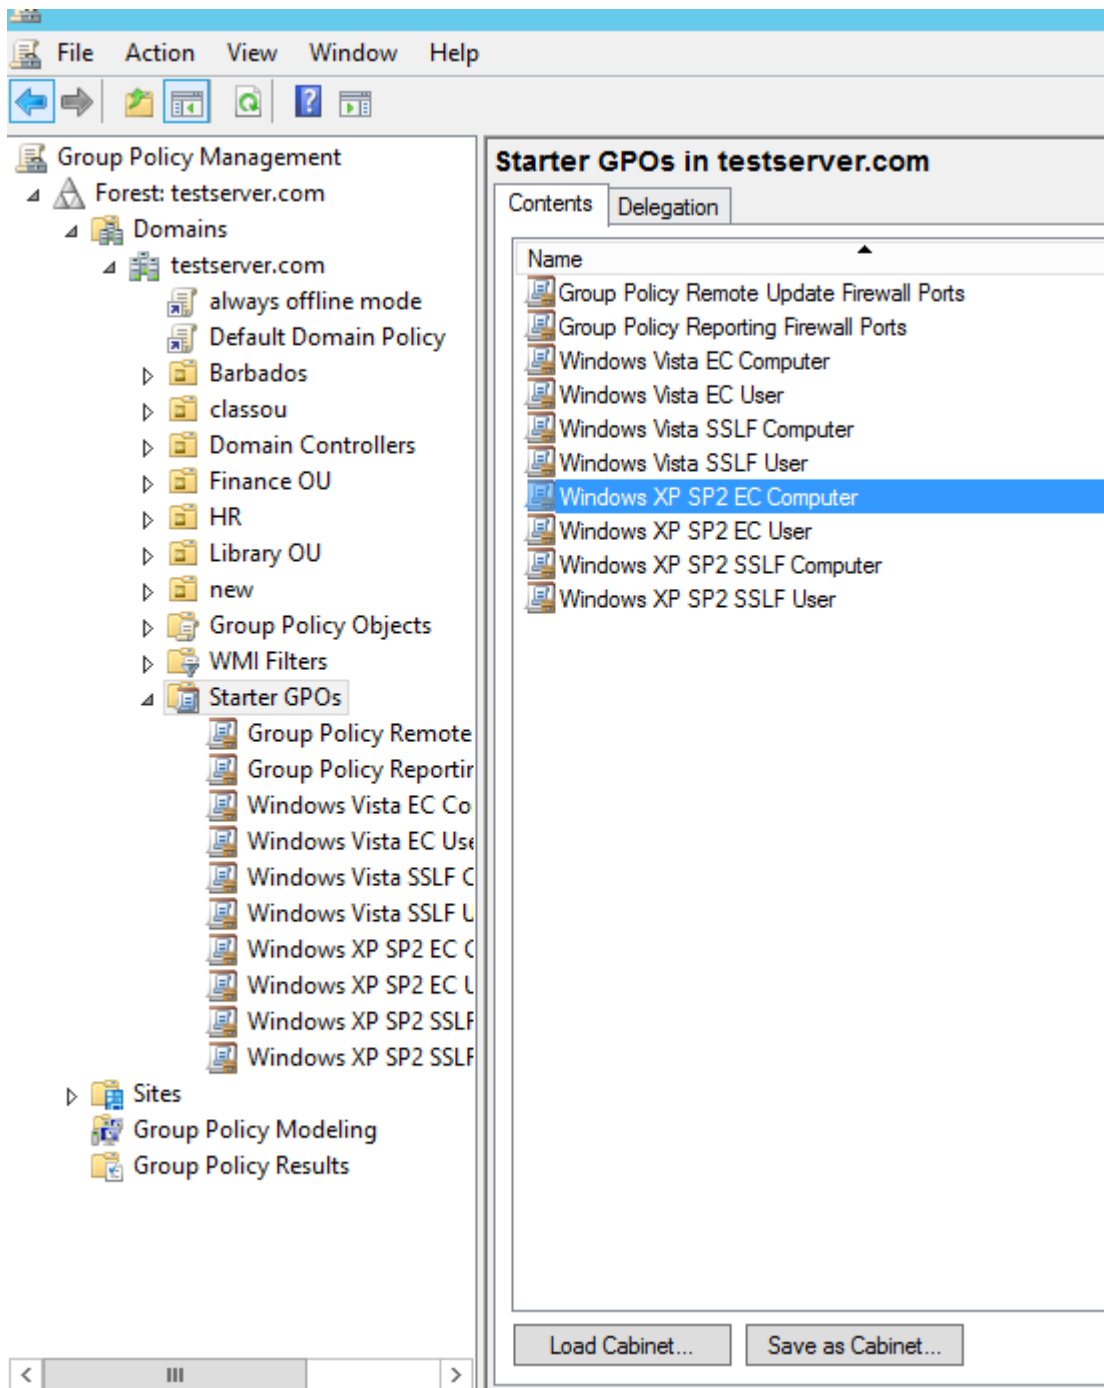 File Action View Window Help
Group Policy Management
Forest: testserver.com
Domains
testserver.com
always offline mode
Default Domain Policy
Barbados
classou
Domain Controllers
Finance OU
HR
Library OU
new
Group Policy Objects
WMI Filters
Starter GPOs
Group Policy Remote
Group Policy Reportin
Windows Vista EC Co
Windows Vista EC Use
Windows Vista SSLF C
Windows Vista SSLF U
Windows XP SP2 EC C
Windows XP SP2 EC U
Windows XP SP2 SSLF
Windows XP SP2 SSLF
Sites
Group Policy Modeling
Group Policy Results
Starter GPOs in testserver.com
Contents Delegation
Name
Group Policy Remote Update Firewall Ports
Group Policy Reporting Firewall Ports
Windows Vista EC Computer
Windows Vista EC User
Windows Vista SSLF Computer
Windows Vista SSLF User
Windows XP SP2 EC Computer
Windows XP SP2 EC User
Windows XP SP2 SSLF Computer
Windows XP SP2 SSLF User
Load Cabinet... Save as Cabinet...